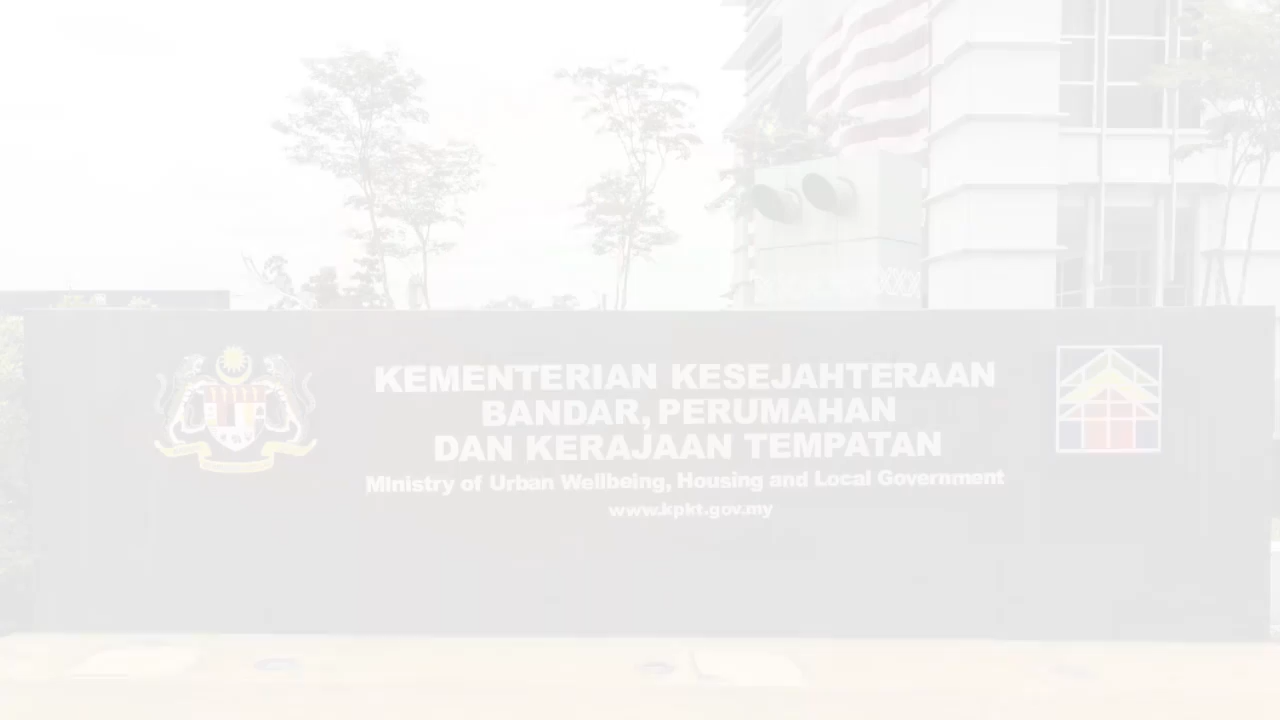 KEMENTERIAN KESEJAHTERAAN
BANDAR, PERUMAHAN
DAN KERAJAAN TEMPATAN
Ministry of Urban Wellbeing, Housing and Local Government
www.kpkt.gov.my